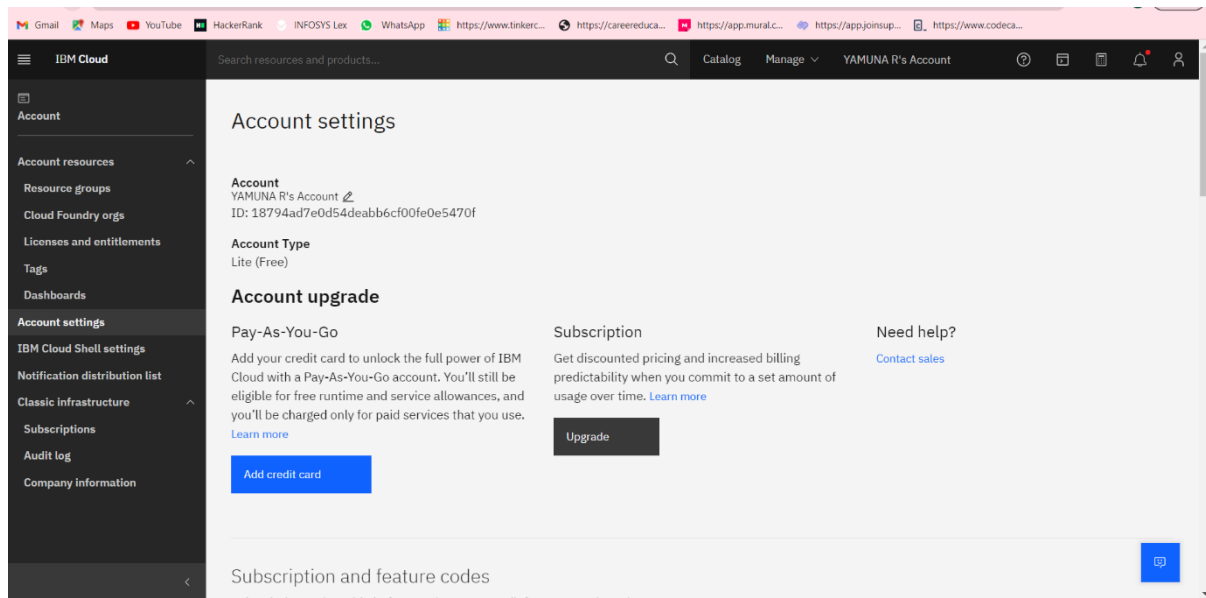 Gmail Maps YouTube HackerRank INFOSYS Lex WhatsApp https://www.tinkerc... https://careereduca... https://app.mural.c... https://app.joinsup... https://www.codeca...
IBM Cloud Search resources and products... Catalog Manage YAMUNA R's Account
Account
Account resources
Resource groups
Cloud Foundry orgs
Licenses and entitlements
Tags
Dashboards
Account settings
IBM Cloud Shell settings
Notification distribution list
Classic infrastructure
Subscriptions
Audit log
Company information
Account settings
Account
YAMUNA R's Account
ID: 18794ad7e0d54deabb6cf00fe0e5470f
Account Type
Lite (Free)
Account upgrade
Pay-As-You-Go
Add your credit card to unlock the full power of IBM
Cloud with a Pay-As-You-Go account. You'll still be
eligible for free runtime and service allowances, and
you'll be charged only for paid services that you use.
Learn more
Add credit card
Subscription
Get discounted pricing and increased billing
predictability when you commit to a set amount of
usage over time. Learn more
Upgrade
Need help?
Contact sales
Subscription and feature codes